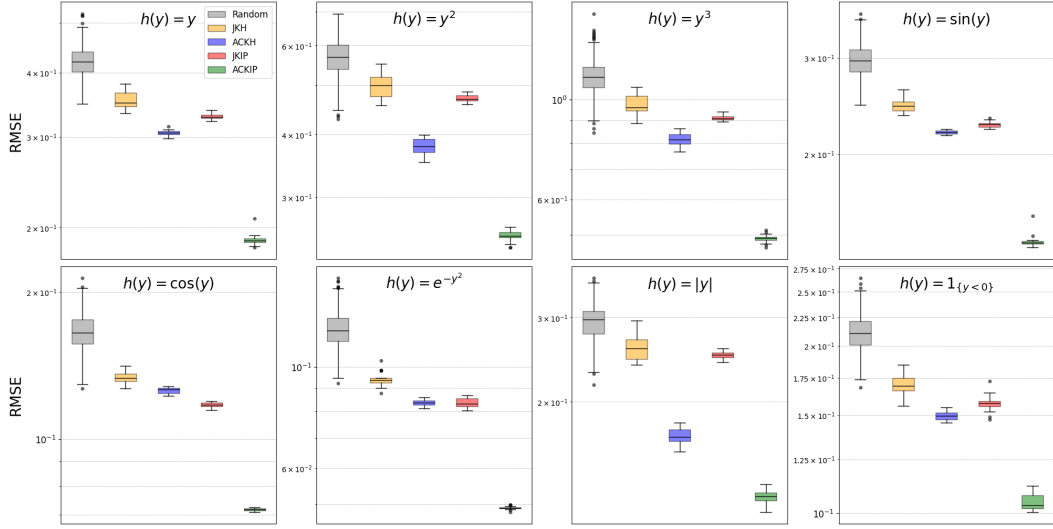 h(y) = y
Random
JKH
ACKH
JKIP
ACKIP
RMSE
4 × 10⁻¹
3 × 10⁻¹
2 × 10⁻¹
h(y) = y²
6 × 10⁻¹
4 × 10⁻¹
3 × 10⁻¹
h(y) = y³
10⁰
6 × 10⁻¹
h(y) = sin(y)
3 × 10⁻¹
2 × 10⁻¹
h(y) = cos(y)
RMSE
2 × 10⁻¹
10⁻¹
h(y) = e^{-y²}
10⁻¹
6 × 10⁻²
h(y) = |y|
3 × 10⁻¹
2 × 10⁻¹
h(y) = 1_{{y<0}}
2.75 × 10⁻¹
2.5 × 10⁻¹
2.25 × 10⁻¹
2 × 10⁻¹
1.75 × 10⁻¹
1.5 × 10⁻¹
1.25 × 10⁻¹
10⁻¹